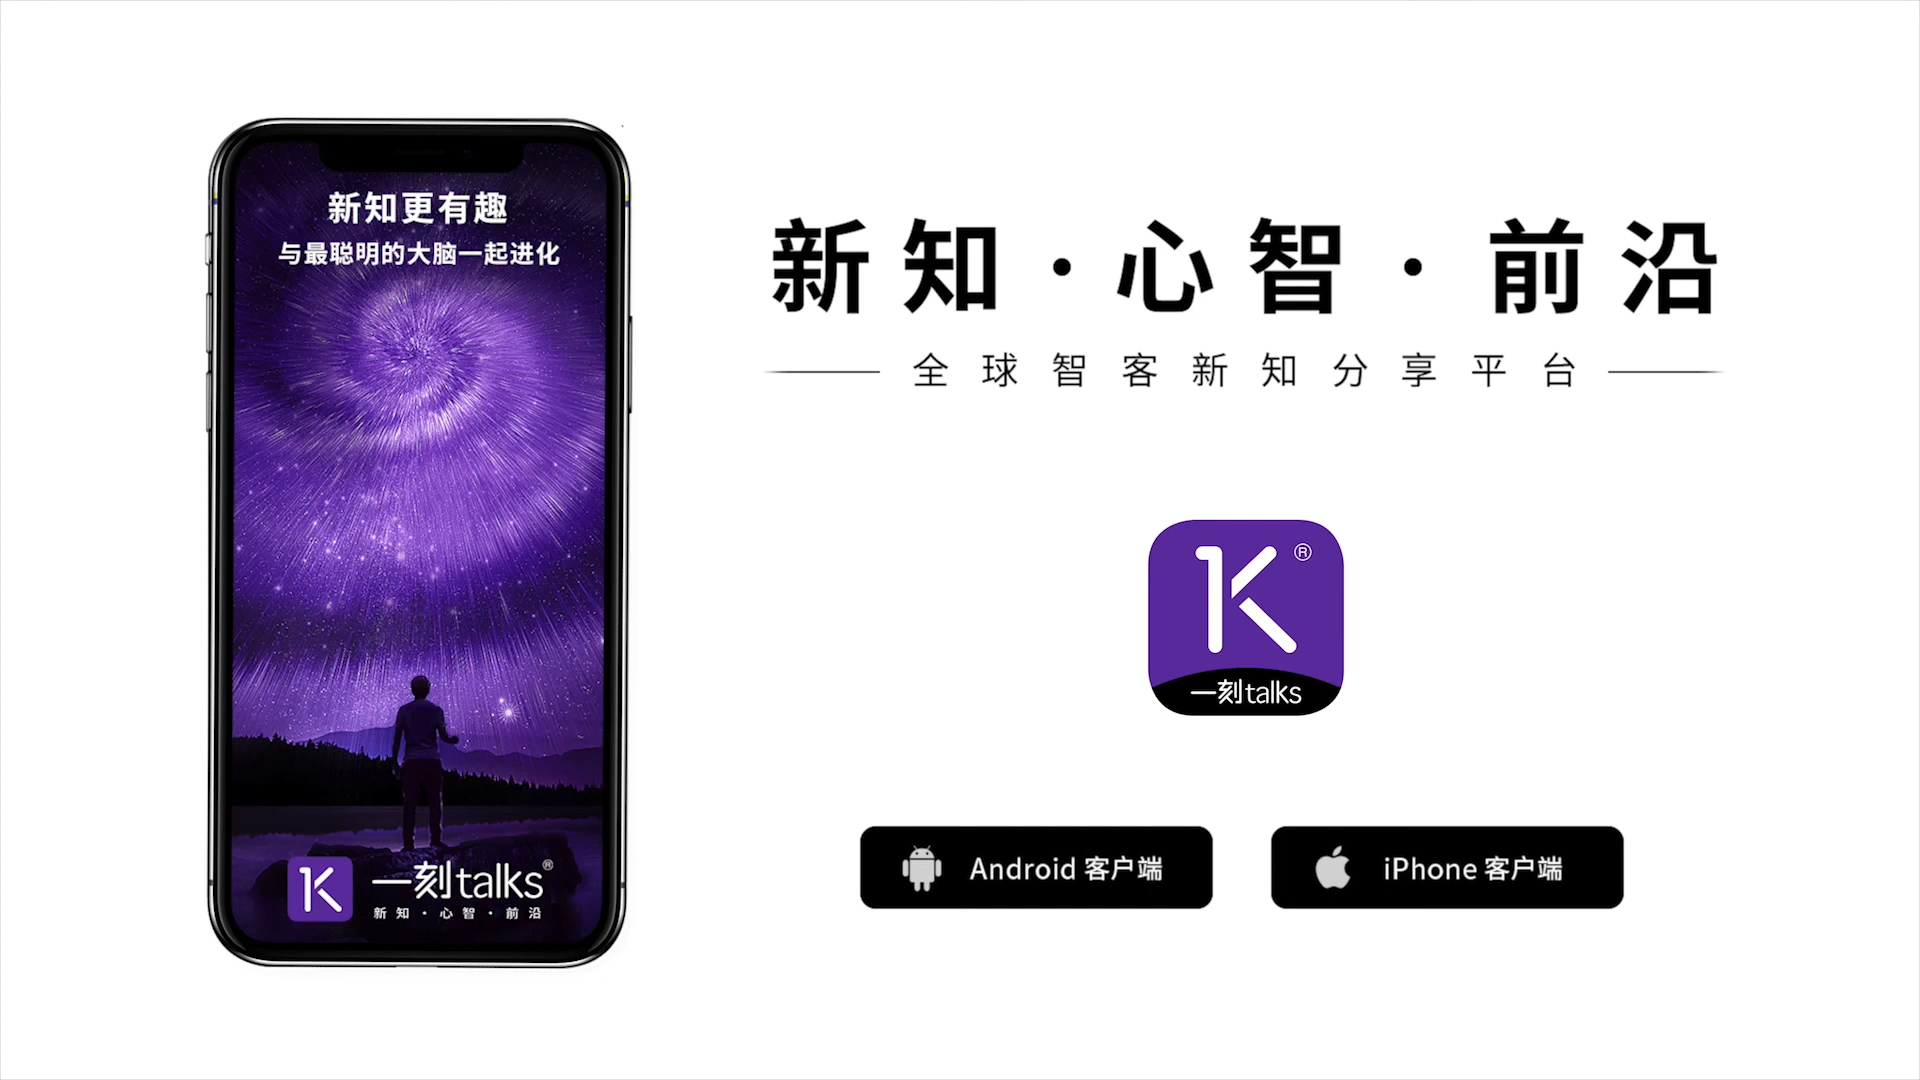 新知更有趣
与最聪明的大脑一起进化
1K 一刻talks®
新知·心智·前沿
新知·心智·前沿
全球智客新知分享平台
1K®
一刻talks
Android 客户端
iPhone 客户端